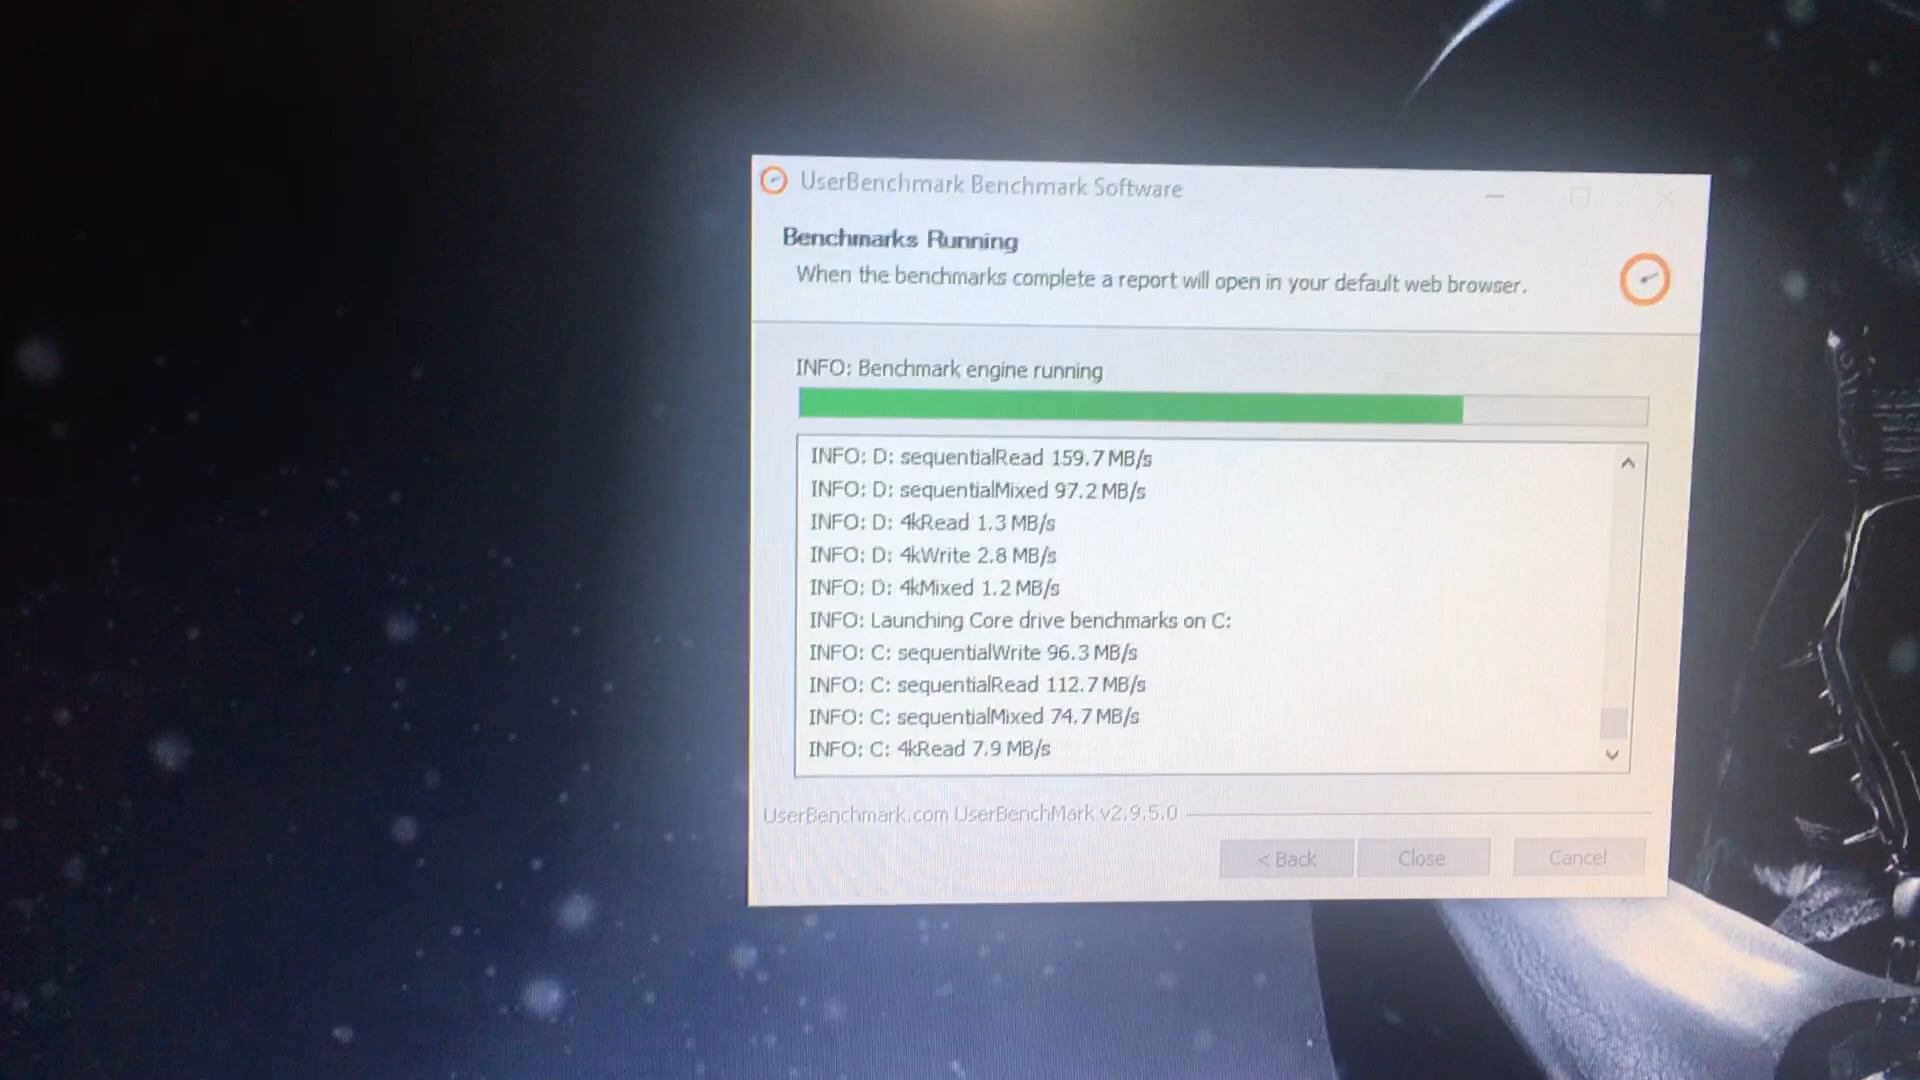 UserBenchmark Benchmark Software
Benchmarks Running
When the benchmarks complete a report will open in your default web browser.
INFO: Benchmark engine running
INFO: D: sequentialRead 159.7 MB/s
INFO: D: sequentialMixed 97.2 MB/s
INFO: D: 4kRead 1.3 MB/s
INFO: D: 4kWrite 2.8 MB/s
INFO: D: 4kMixed 1.2 MB/s
INFO: Launching Core drive benchmarks on C:
INFO: C: sequentialWrite 96.3 MB/s
INFO: C: sequentialRead 112.7 MB/s
INFO: C: sequentialMixed 74.7 MB/s
INFO: C: 4kRead 7.9 MB/s
UserBenchmark.com UserBenchMark v2.9.5.0
< Back Close Cancel